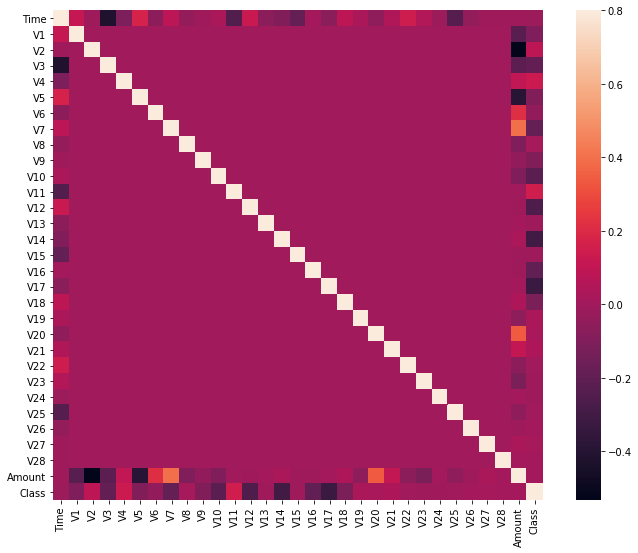 Time
V1
V2
V3
V4
V5
V6
V7
V8
V9
V10
V11
V12
V13
V14
V15
V16
V17
V18
V19
V20
V21
V22
V23
V24
V25
V26
V27
V28
Amount
Class
Time
V1
V2
V3
V4
V5
V6
V7
V8
V9
V10
V11
V12
V13
V14
V15
V16
V17
V18
V19
V20
V21
V22
V23
V24
V25
V26
V27
V28
Amount
Class
0.8
0.6
0.4
0.2
0.0
−0.2
−0.4